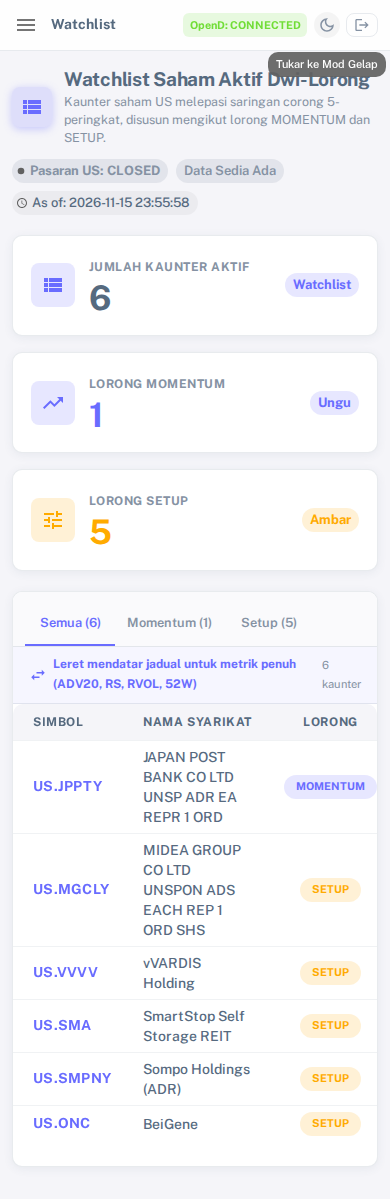 Watchlist
OpenD: CONNECTED
Tukar ke Mod Gelap
Watchlist Saham Aktif Dwi-Lorong
Kaunter saham US melepasi saringan corong 5-
peringkat, disusun mengikut lorong MOMENTUM dan
SETUP.
Pasaran US: CLOSED
Data Sedia Ada
As of: 2026-11-15 23:55:58
JUMLAH KAUNTER AKTIF
6
Watchlist
LORONG MOMENTUM
1
Ungu
LORONG SETUP
5
Ambar
Semua (6)
Momentum (1)
Setup (5)
Leret mendatar jadual untuk metrik penuh
(ADV20, RS, RVOL, 52W)
6
kaunter
SIMBOL
NAMA SYARIKAT
LORONG
US.JPPTY
JAPAN POST
BANK CO LTD
UNSP ADR EA
REPR 1 ORD
MOMENTUM
US.MGCLY
MIDEA GROUP
CO LTD
UNSPON ADS
EACH REP 1
ORD SHS
SETUP
US.VVVV
vVARDIS
Holding
SETUP
US.SMA
SmartStop Self
Storage REIT
SETUP
US.SMPNY
Sompo Holdings
(ADR)
SETUP
US.ONC
BeiGene
SETUP